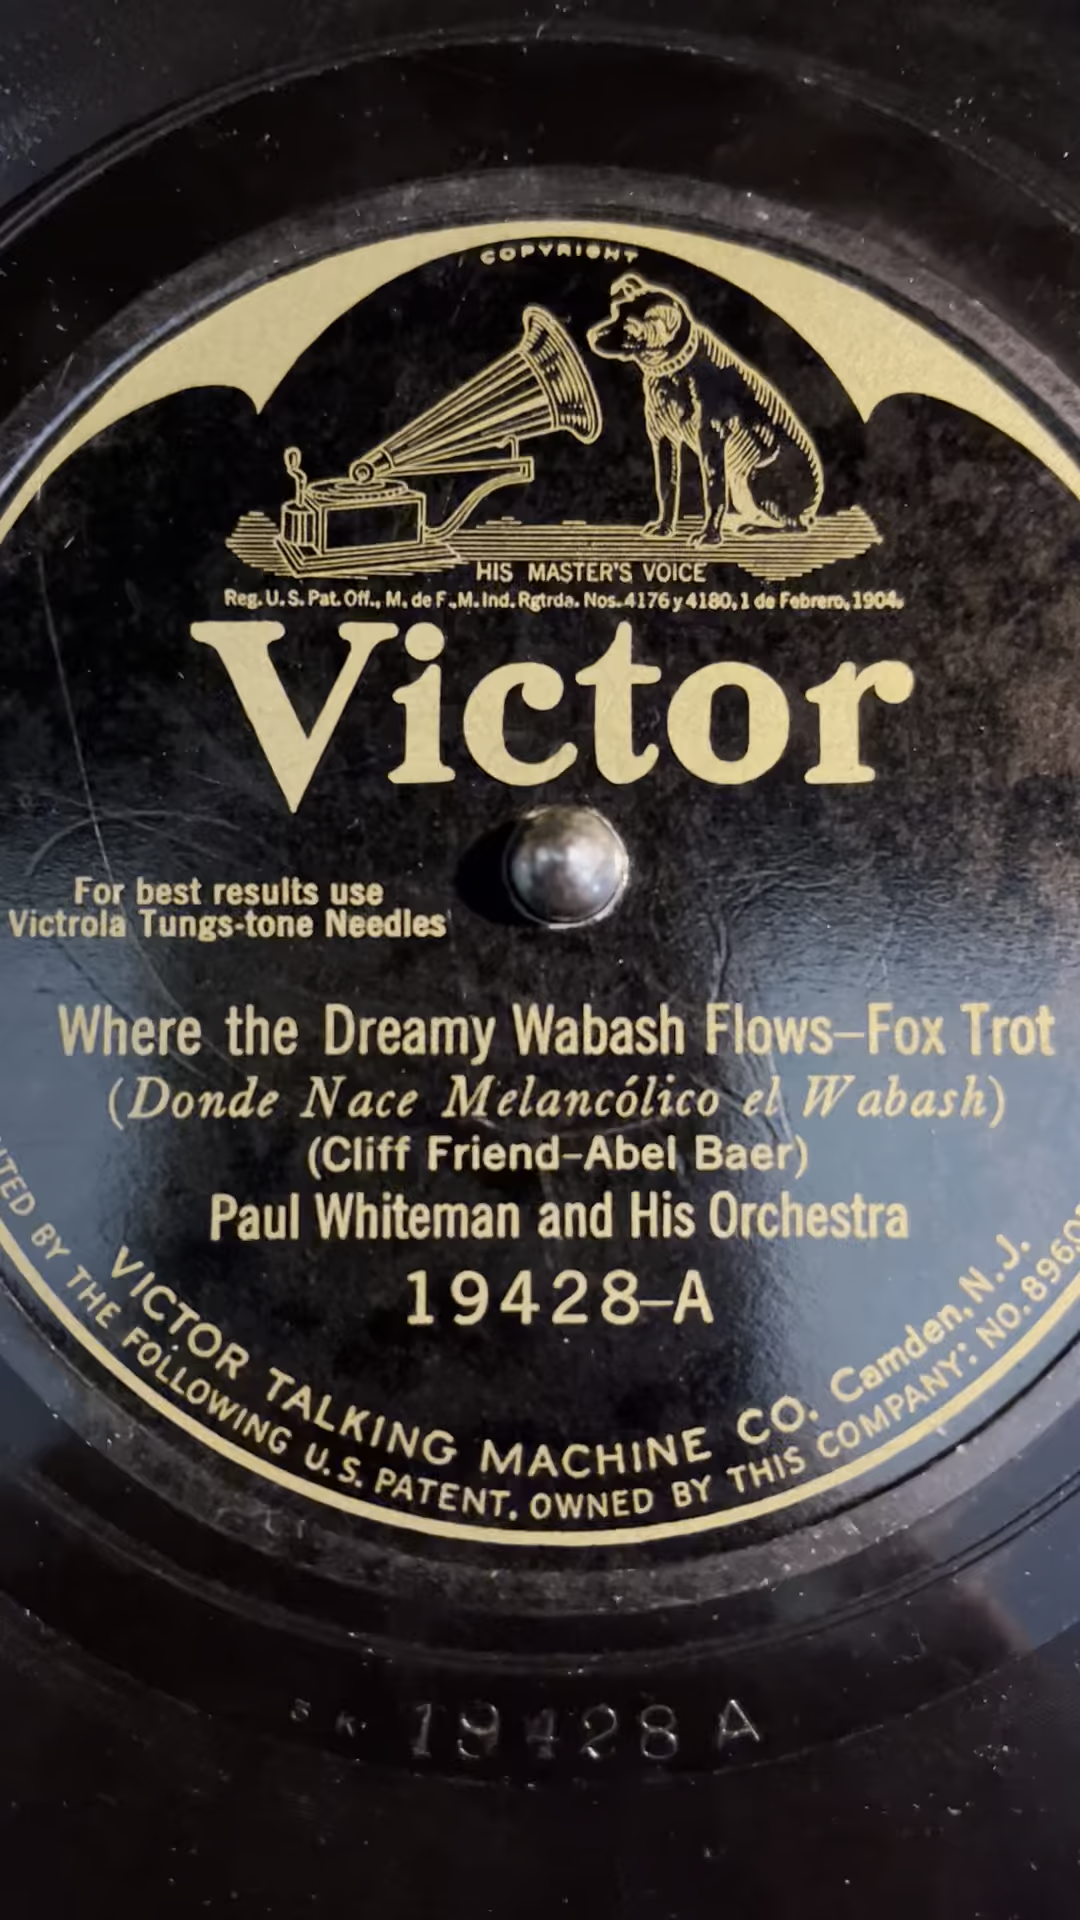 COPYRIGHT
HIS MASTER'S VOICE
Reg. U. S. Pat. Off., M. de F., M. Ind. Rgtrda. Nos. 4176 y 4180, 1 de Febrero, 1904.
Victor
For best results use
Victrola Tungs-tone Needles
Where the Dreamy Wabash Flows–Fox Trot
(Donde Nace Melancólico el Wabash)
(Cliff Friend–Abel Baer)
Paul Whiteman and His Orchestra
19428–A
VICTOR TALKING MACHINE CO. Camden, N. J.
BY THE FOLLOWING U. S. PATENT. OWNED BY THIS COMPANY: NO.
19428 A